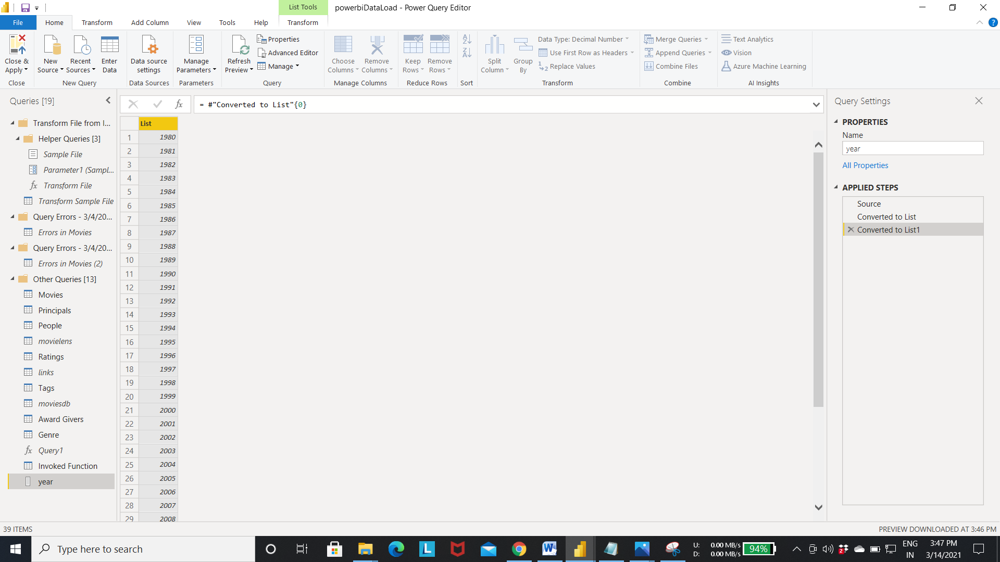 List Tools
powerbiDataLoad - Power Query Editor
File
Home
Transform
Add Column
View
Tools
Help
Transform
Close & Apply
New Source
Recent Sources
Enter Data
Data source settings
Manage Parameters
Refresh Preview
Properties
Advanced Editor
Manage
Choose Columns
Remove Columns
Keep Rows
Remove Rows
Split Column
Group By
Data Type: Decimal Number
Use First Row as Headers
Replace Values
Merge Queries
Append Queries
Combine Files
Text Analytics
Vision
Azure Machine Learning
Close
New Query
Data Sources
Parameters
Query
Manage Columns
Reduce Rows
Sort
Transform
Combine
AI Insights
Queries [19]
Transform File from I...
Helper Queries [3]
Sample File
Parameter1 (Sampl...
Transform File
Transform Sample File
Query Errors - 3/4/20...
Errors in Movies
Query Errors - 3/4/20...
Errors in Movies (2)
Other Queries [13]
Movies
Principals
People
movielens
Ratings
links
Tags
moviesdb
Award Givers
Genre
Query1
Invoked Function
year
= #"Converted to List"{0}
List
1 1980
2 1981
3 1982
4 1983
5 1984
6 1985
7 1986
8 1987
9 1988
10 1989
11 1990
12 1991
13 1992
14 1993
15 1994
16 1995
17 1996
18 1997
19 1998
20 1999
21 2000
22 2001
23 2002
24 2003
25 2004
26 2005
27 2006
28 2007
29 2008
Query Settings
PROPERTIES
Name
year
All Properties
APPLIED STEPS
Source
Converted to List
Converted to List1
39 ITEMS
PREVIEW DOWNLOADED AT 3:46 PM
Type here to search
U: 0.00 MB/s
D: 0.00 MB/s
94%
2
ENG
IN
3:47 PM
3/14/2021